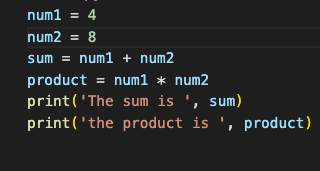 num1 = 4
num2 = 8
sum = num1 + num2
product = num1 * num2
print('The sum is ', sum)
print('the product is ', product)